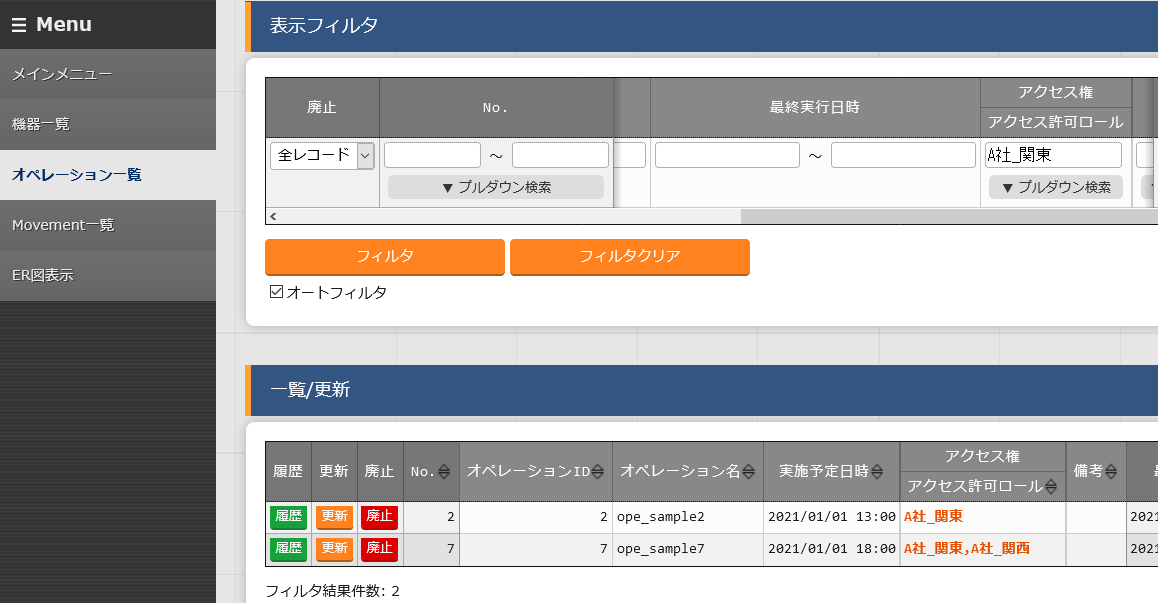 ☰ Menu
メインメニュー
機器一覧
オペレーション一覧
Movement一覧
ER図表示
表示フィルタ
廃止 No. 最終実行日時 アクセス権
アクセス許可ロール
全レコード ～ ～ A社_関東
▼ プルダウン検索 ▼ プルダウン検索
フィルタ フィルタクリア
オートフィルタ
一覧/更新
履歴 更新 廃止 No. オペレーションID オペレーション名 実施予定日時 アクセス権 備考
アクセス許可ロール
履歴 更新 廃止 2 2 ope_sample2 2021/01/01 13:00 A社_関東 2021
履歴 更新 廃止 7 7 ope_sample7 2021/01/01 18:00 A社_関東,A社_関西 2021
フィルタ結果件数: 2